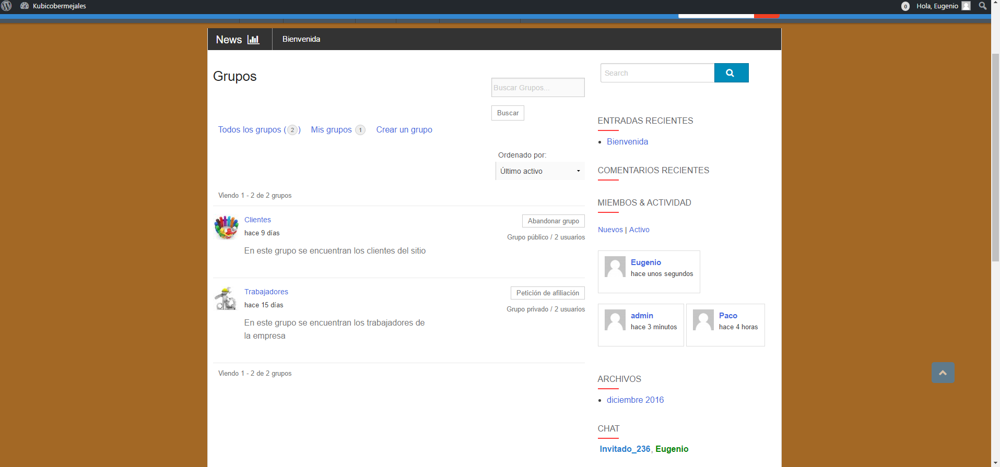 Kubicobermejales
0
Hola, Eugenio
News
Bienvenida
Grupos
Buscar Grupos...
Buscar
Todos los grupos (2)
Mis grupos 1
Crear un grupo
Ordenado por:
Último activo
Viendo 1 - 2 de 2 grupos
Clientes
hace 9 días
En este grupo se encuentran los clientes del sitio
Abandonar grupo
Grupo público / 2 usuarios
Trabajadores
hace 15 días
En este grupo se encuentran los trabajadores de
la empresa
Petición de afiliación
Grupo privado / 2 usuarios
Viendo 1 - 2 de 2 grupos
Search
ENTRADAS RECIENTES
Bienvenida
COMENTARIOS RECIENTES
MIEMBOS & ACTIVIDAD
Nuevos | Activo
Eugenio
hace unos segundos
admin
hace 3 minutos
Paco
hace 4 horas
ARCHIVOS
diciembre 2016
CHAT
Invitado_236, Eugenio